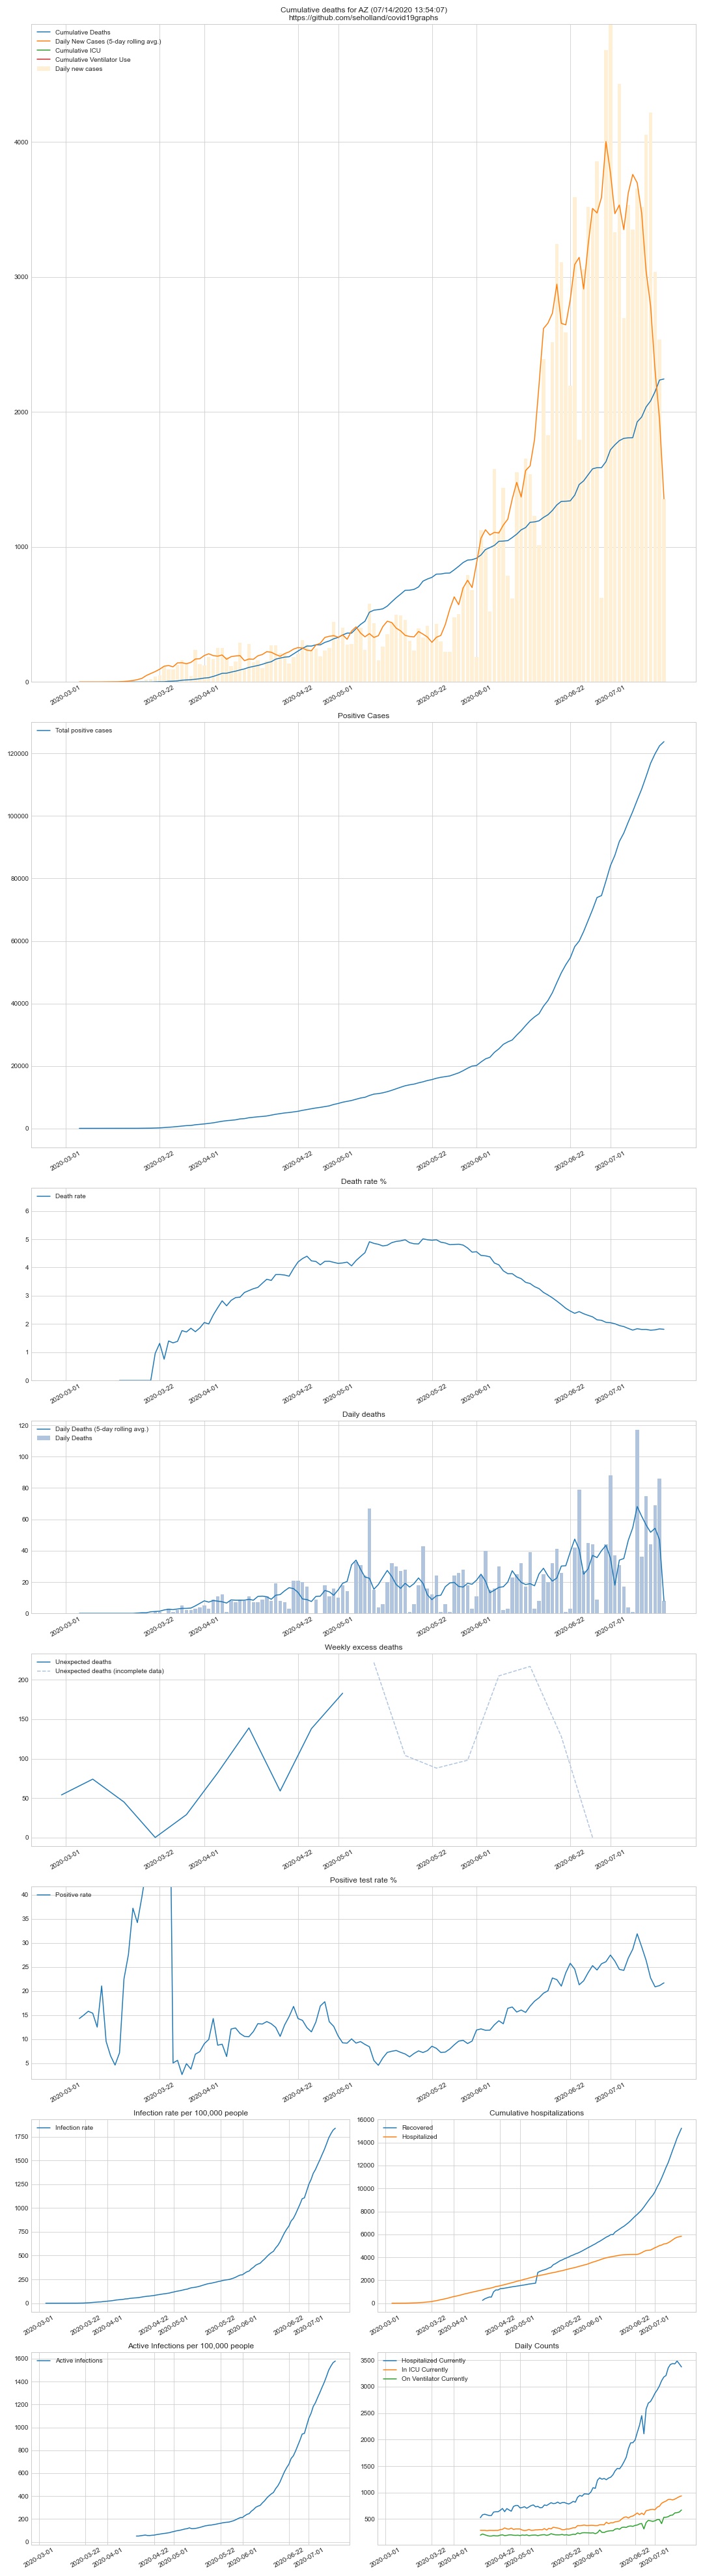 Cumulative deaths for AZ (07/14/2020 13:54:07)
https://github.com/seholland/covid19graphs
Cumulative Deaths
Daily New Cases (5-day rolling avg.)
Cumulative ICU
Cumulative Ventilator Use
Daily new cases
4000
3000
2000
1000
0
2020-03-01 2020-03-22 2020-04-01 2020-04-22 2020-05-01 2020-05-22 2020-06-01 2020-06-22 2020-07-01
Positive Cases
Total positive cases
120000
100000
80000
60000
40000
20000
0
2020-03-01 2020-03-22 2020-04-01 2020-04-22 2020-05-01 2020-05-22 2020-06-01 2020-06-22 2020-07-01
Death rate %
Death rate
6
5
4
3
2
1
0
2020-03-01 2020-03-22 2020-04-01 2020-04-22 2020-05-01 2020-05-22 2020-06-01 2020-06-22 2020-07-01
Daily deaths
Daily Deaths (5-day rolling avg.)
Daily Deaths
120
100
80
60
40
20
0
2020-03-01 2020-03-22 2020-04-01 2020-04-22 2020-05-01 2020-05-22 2020-06-01 2020-06-22 2020-07-01
Weekly excess deaths
Unexpected deaths
Unexpected deaths (incomplete data)
200
150
100
50
0
2020-03-01 2020-03-22 2020-04-01 2020-04-22 2020-05-01 2020-05-22 2020-06-01 2020-06-22 2020-07-01
Positive test rate %
Positive rate
40
35
30
25
20
15
10
5
2020-03-01 2020-03-22 2020-04-01 2020-04-22 2020-05-01 2020-05-22 2020-06-01 2020-06-22 2020-07-01
Infection rate per 100,000 people
Infection rate
1750
1500
1250
1000
750
500
250
0
2020-03-01 2020-03-22 2020-04-01 2020-04-22 2020-05-01 2020-05-22 2020-06-01 2020-06-22 2020-07-01
Cumulative hospitalizations
Recovered
Hospitalized
16000
14000
12000
10000
8000
6000
4000
2000
0
2020-03-01 2020-03-22 2020-04-01 2020-04-22 2020-05-01 2020-05-22 2020-06-01 2020-06-22 2020-07-01
Active Infections per 100,000 people
Active infections
1600
1400
1200
1000
800
600
400
200
0
2020-03-01 2020-03-22 2020-04-01 2020-04-22 2020-05-01 2020-05-22 2020-06-01 2020-06-22 2020-07-01
Daily Counts
Hospitalized Currently
In ICU Currently
On Ventilator Currently
3500
3000
2500
2000
1500
1000
500
2020-03-01 2020-03-22 2020-04-01 2020-04-22 2020-05-01 2020-05-22 2020-06-01 2020-06-22 2020-07-01